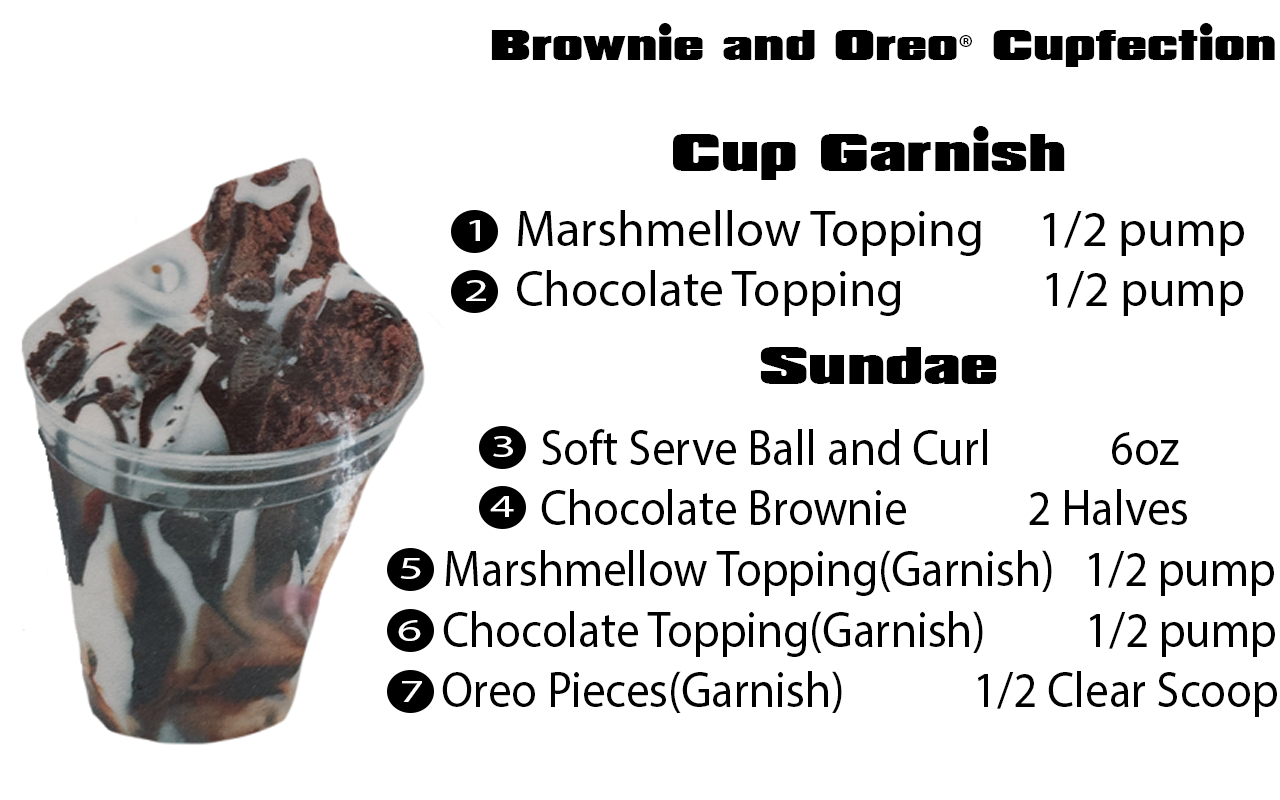 Brownie and Oreo® Cupfection
Cup Garnish
1 Marshmellow Topping 1/2 pump
2 Chocolate Topping 1/2 pump
Sundae
3 Soft Serve Ball and Curl 6oz
4 Chocolate Brownie 2 Halves
5 Marshmellow Topping(Garnish) 1/2 pump
6 Chocolate Topping(Garnish) 1/2 pump
7 Oreo Pieces(Garnish) 1/2 Clear Scoop